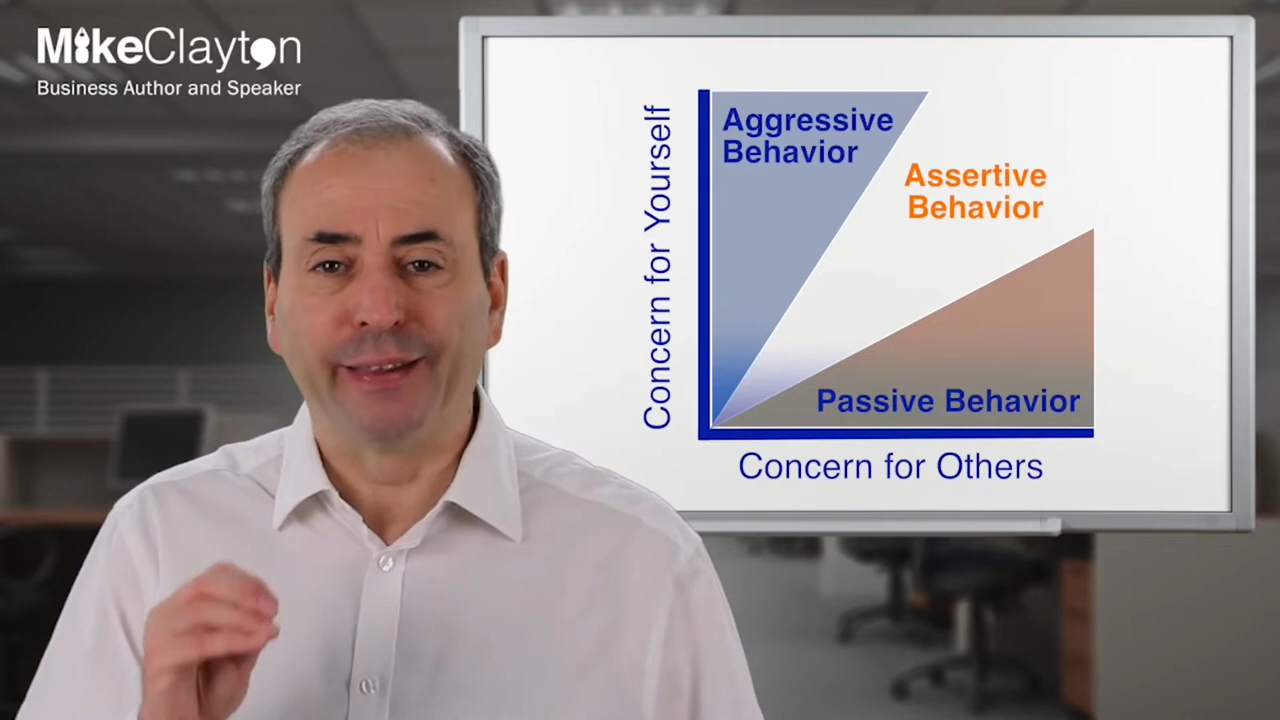 MikeClayton
Business Author and Speaker
Aggressive
Behavior
Assertive
Behavior
Passive Behavior
Concern for Yourself
Concern for Others